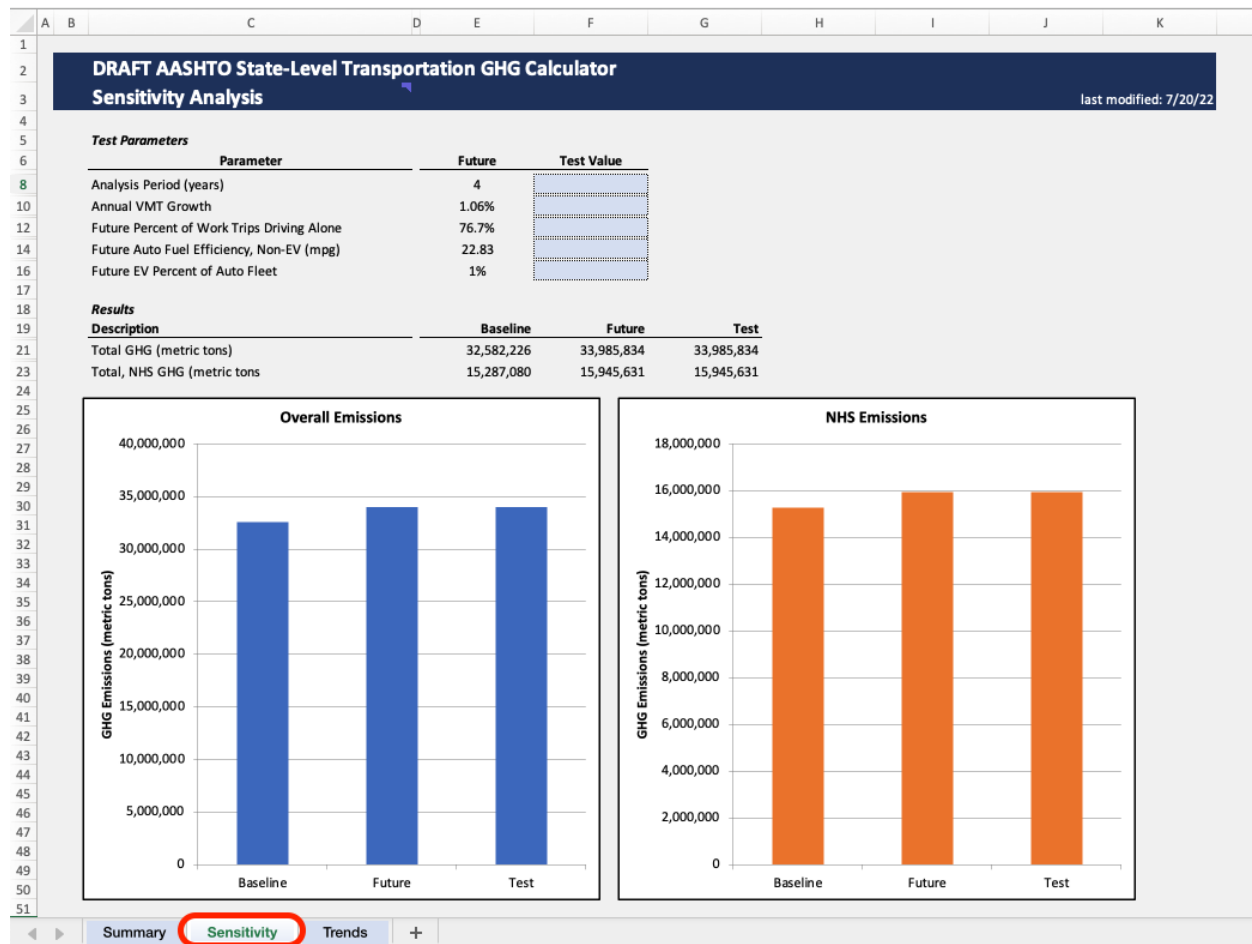 A B C D E F G H I J K
1
2 DRAFT AASHTO State-Level Transportation GHG Calculator
3 Sensitivity Analysis last modified: 7/20/22
4
5 Test Parameters
6 Parameter Future Test Value
8 Analysis Period (years) 4
10 Annual VMT Growth 1.06%
12 Future Percent of Work Trips Driving Alone 76.7%
14 Future Auto Fuel Efficiency, Non-EV (mpg) 22.83
16 Future EV Percent of Auto Fleet 1%
17
18 Results
19 Description Baseline Future Test
21 Total GHG (metric tons) 32,582,226 33,985,834 33,985,834
23 Total, NHS GHG (metric tons 15,287,080 15,945,631 15,945,631
24
25
26
27
28
29
30
31
32
33
34
35
36
37
38
39
40
41
42
43
44
45
46
47
48
49
50
51
Overall Emissions
GHG Emissions (metric tons)
40,000,000
35,000,000
30,000,000
25,000,000
20,000,000
15,000,000
10,000,000
5,000,000
0
Baseline Future Test
NHS Emissions
GHG Emissions (metric tons)
18,000,000
16,000,000
14,000,000
12,000,000
10,000,000
8,000,000
6,000,000
4,000,000
2,000,000
0
Baseline Future Test
Summary Sensitivity Trends +